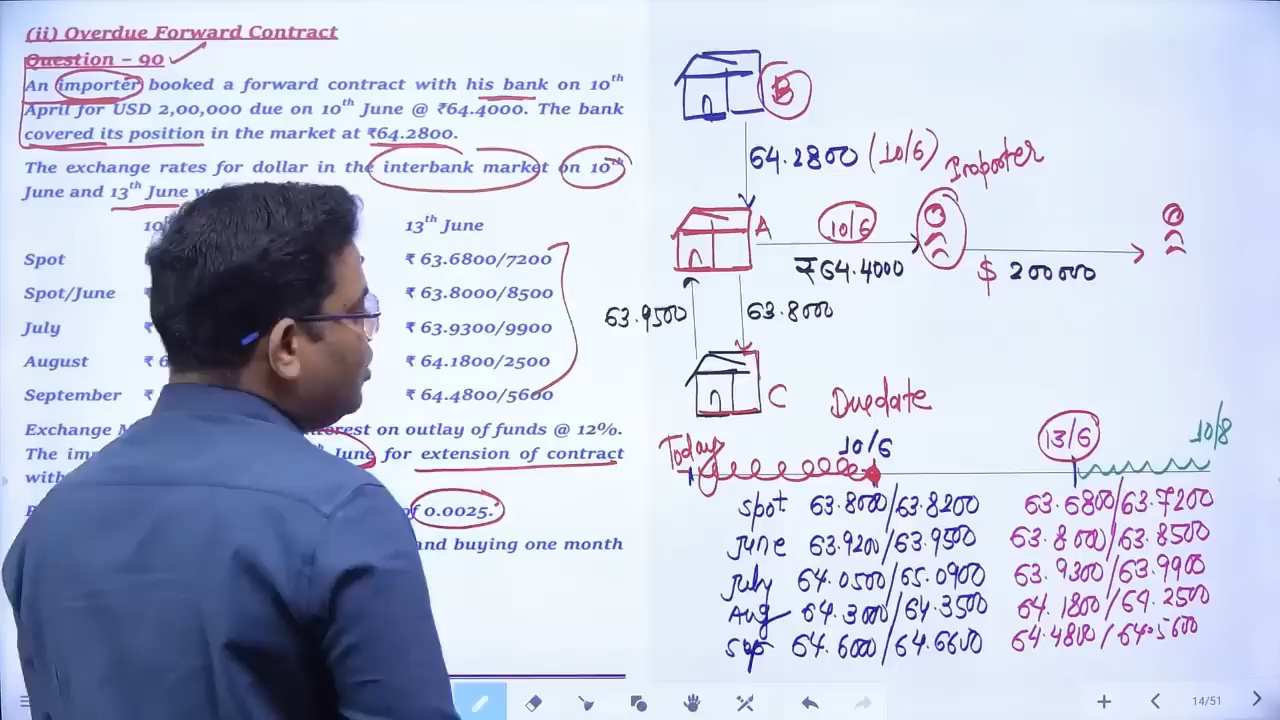 (ii) Overdue Forward Contract
Question – 90
An importer booked a forward contract with his bank on 10th
April for USD 2,00,000 due on 10th June @ ₹64.4000. The bank
covered its position in the market at ₹64.2800.
The exchange rates for dollar in the interbank market on 10th
June and 13th June
13th June
Spot ₹ 63.6800/7200
Spot/June ₹ 63.8000/8500
July ₹ 63.9300/9900
August ₹ 6 ₹ 64.1800/2500
September ₹ ₹ 64.4800/5600
Exchange interest on outlay of funds @ 12%.
The June for extension of contract
of 0.0025.
and buying one month
B
64.2800 (10/6)
Impoter
A
10/6
₹64.4000
$ 200000
63.9500
63.8000
C
Duedate
Today
10/6
13/6
10/8
spot 63.8000/63.8200 63.6800/63.7200
June 63.9200/63.9500 63.8000/63.8500
July 64.0500/65.0900 63.9300/63.9900
Aug 64.3000/64.3500 64.1800/64.2500
Sep 64.6000/64.6600 64.4800/64.5600
14/51